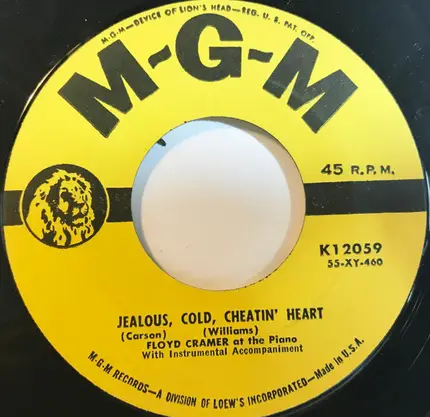 M-G-M—DEVICE OF LION'S HEAD—REG. U. S. PAT. OFF.
M-G-M
45 R.P.M.
K12059
55-XY-460
JEALOUS, COLD, CHEATIN' HEART
(Carson) (Williams)
FLOYD CRAMER at the Piano
With Instrumental Accompaniment
M-G-M RECORDS—A DIVISION OF LOEW'S INCORPORATED—Made in U.S.A.